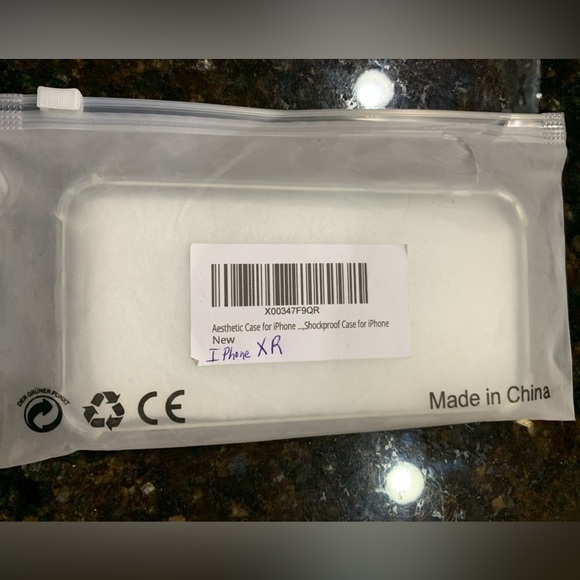 X00347F9QR
Aesthetic Case for iPhone ...,Shockproof Case for iPhone
New
I Phone XR
DER GRÜNE PUNKT
CE
Made in China